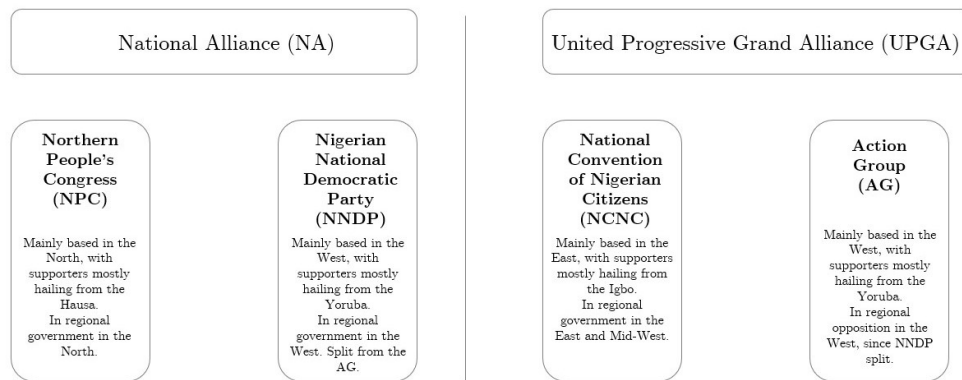 National Alliance (NA)
United Progressive Grand Alliance (UPGA)
Northern
People's
Congress
(NPC)
Mainly based in the
North, with
supporters mostly
hailing from the
Hausa.
In regional
government in the
North.
Nigerian
National
Democratic
Party
(NNDP)
Mainly based in the
West, with
supporters mostly
hailing from the
Yoruba.
In regional
government in the
West. Split from the
AG.
National
Convention
of Nigerian
Citizens
(NCNC)
Mainly based in the
East, with supporters
mostly hailing from
the Igbo.
In regional
government in the
East and Mid-West.
Action
Group
(AG)
Mainly based in the
West, with
supporters mostly
hailing from the
Yoruba.
In regional
opposition in the
West, since NNDP
split.